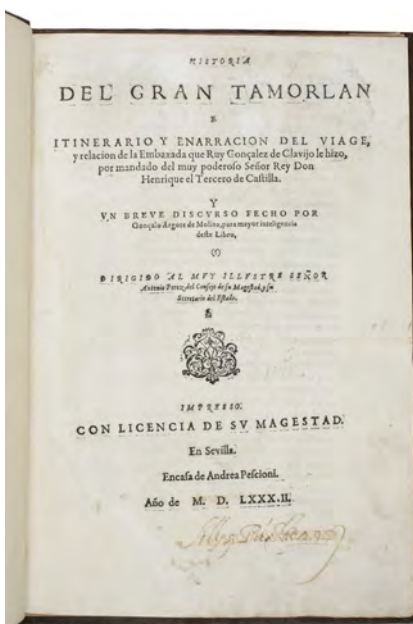 HISTORIA
DEL GRAN TAMORLAN
E
ITINERARIO Y ENARRACION DEL VIAGE,
y relacion de la Embaxada que Ruy Gonçalez de Clavijo le hizo,
por mandado del muy poderoso Señor Rey Don
Henrique el Tercero de Castilla.
Y
VN BREVE DISCVRSO FECHO POR
Gonçalo Argote de Molina, para mayor inteligencia
deste Libro,
DIRIGIDO AL MVY ILLVSTRE SEÑOR
Antonio Perez, del Consejo de su Magestad, y su
Secretario del Estado.
IMPRESSO.
CON LICENCIA DE SV MAGESTAD.
En Sevilla.
En casa de Andrea Pescioni.
Año de M. D. LXXXII.